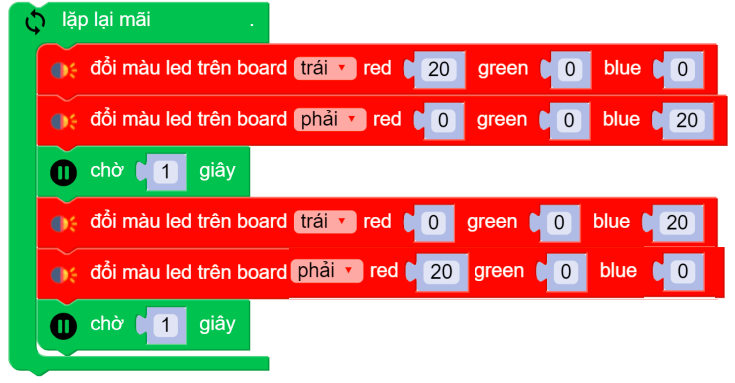 lặp lại mãi .
đổi màu led trên board trái red 20 green 0 blue 0
đổi màu led trên board phải red 0 green 0 blue 20
chờ 1 giây
đổi màu led trên board trái red 0 green 0 blue 20
đổi màu led trên board phải red 20 green 0 blue 0
chờ 1 giây